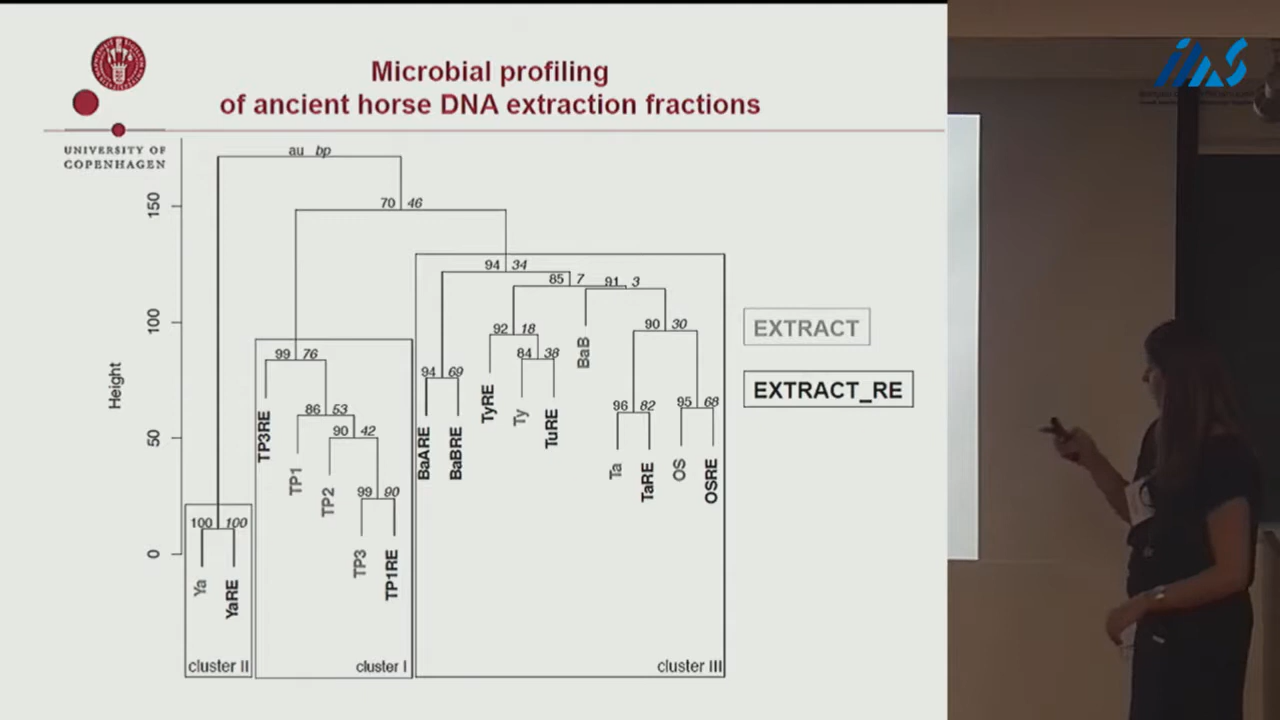 Microbial profiling
of ancient horse DNA extraction fractions
UNIVERSITY OF
COPENHAGEN
IIAS
au bp
70 46
94 34
85 7
91 3
92 18
90 30
84 38
99 76
94 69
86 53
96 82
95 68
90 42
99 90
100 100
Height
150
100
50
0
Ya
YaRE
TP3RE
TP1
TP2
TP3
TP1RE
BaARE
BaBRE
TyRE
Ty
TuRE
BaB
Ta
TaRE
OS
OSRE
cluster II
cluster I
cluster III
EXTRACT
EXTRACT_RE